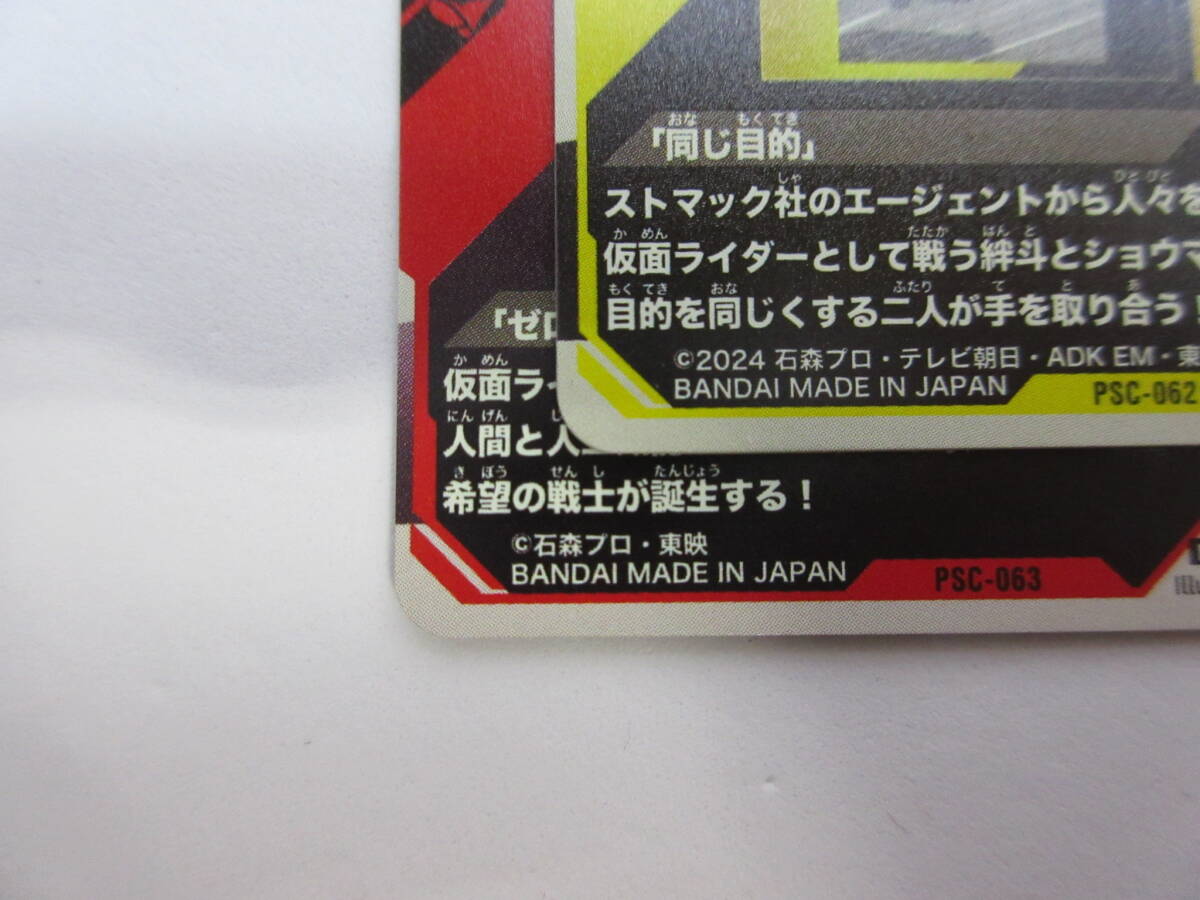 「同じ目的」
ストマック社のエージェントから人々を
仮面ライダーとして戦う絆斗とショウマ
目的を同じくする二人が手を取り合う！
©2024 石森プロ・テレビ朝日・ADK EM・東
BANDAI MADE IN JAPAN
PSC-062
「ゼロ
仮面ライ
人間と人
希望の戦士が誕生する！
©石森プロ・東映
BANDAI MADE IN JAPAN
PSC-063